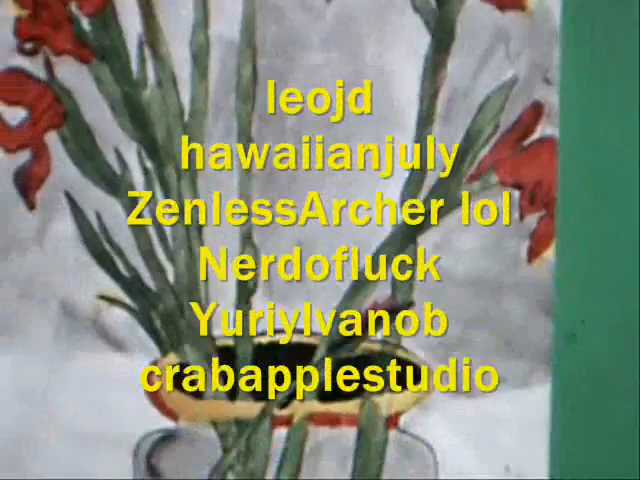 leojd
hawaiianjuly
ZenlessArcher lol
Nerdofluck
YuriyIvanob
crabapplestudio